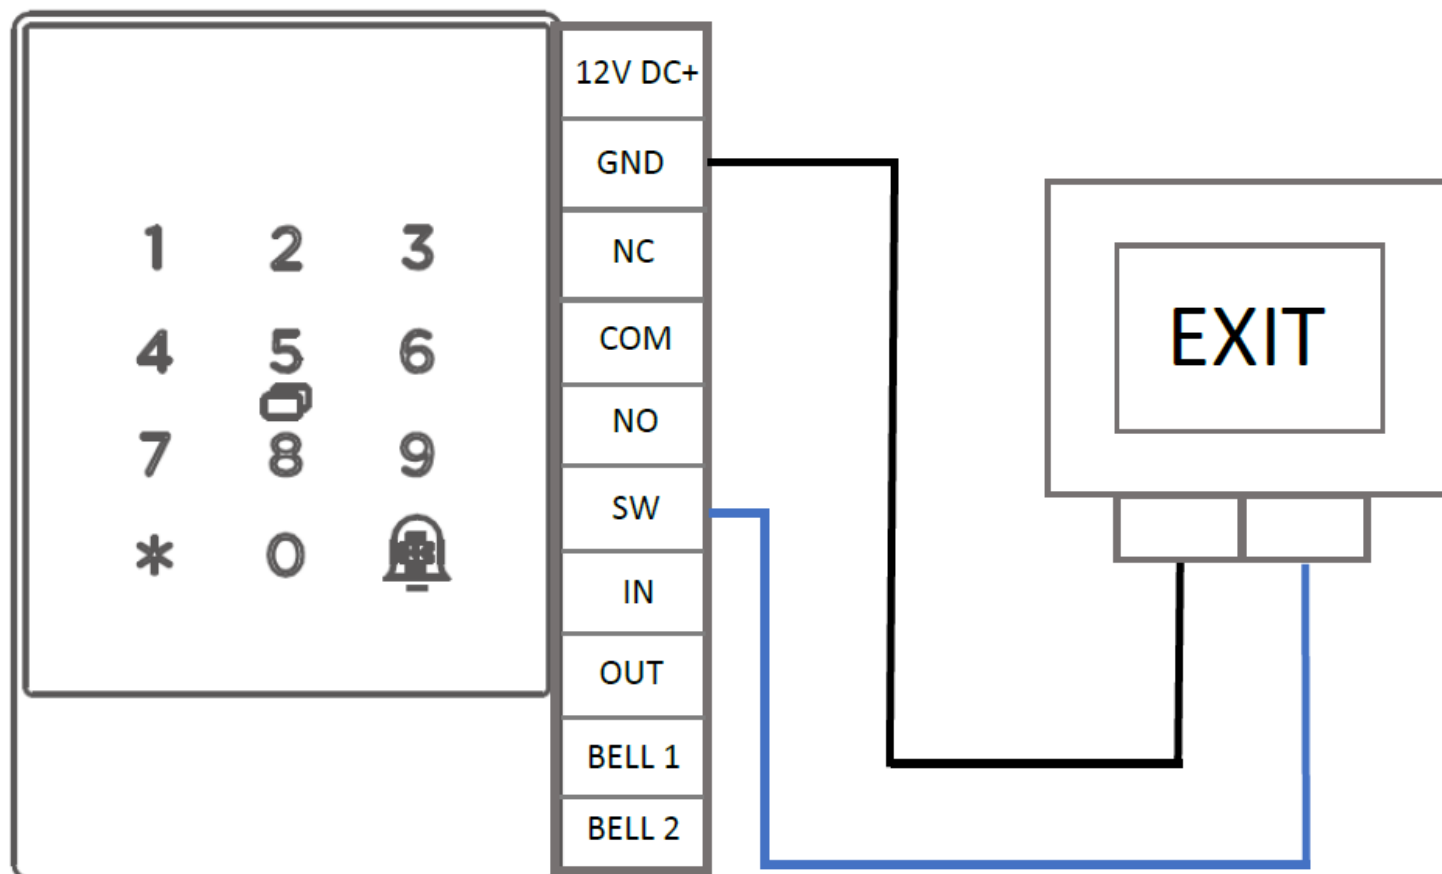 1 2 3
4 5 6
7 8 9
* 0
12V DC+
GND
NC
COM
NO
SW
IN
OUT
BELL 1
BELL 2
EXIT